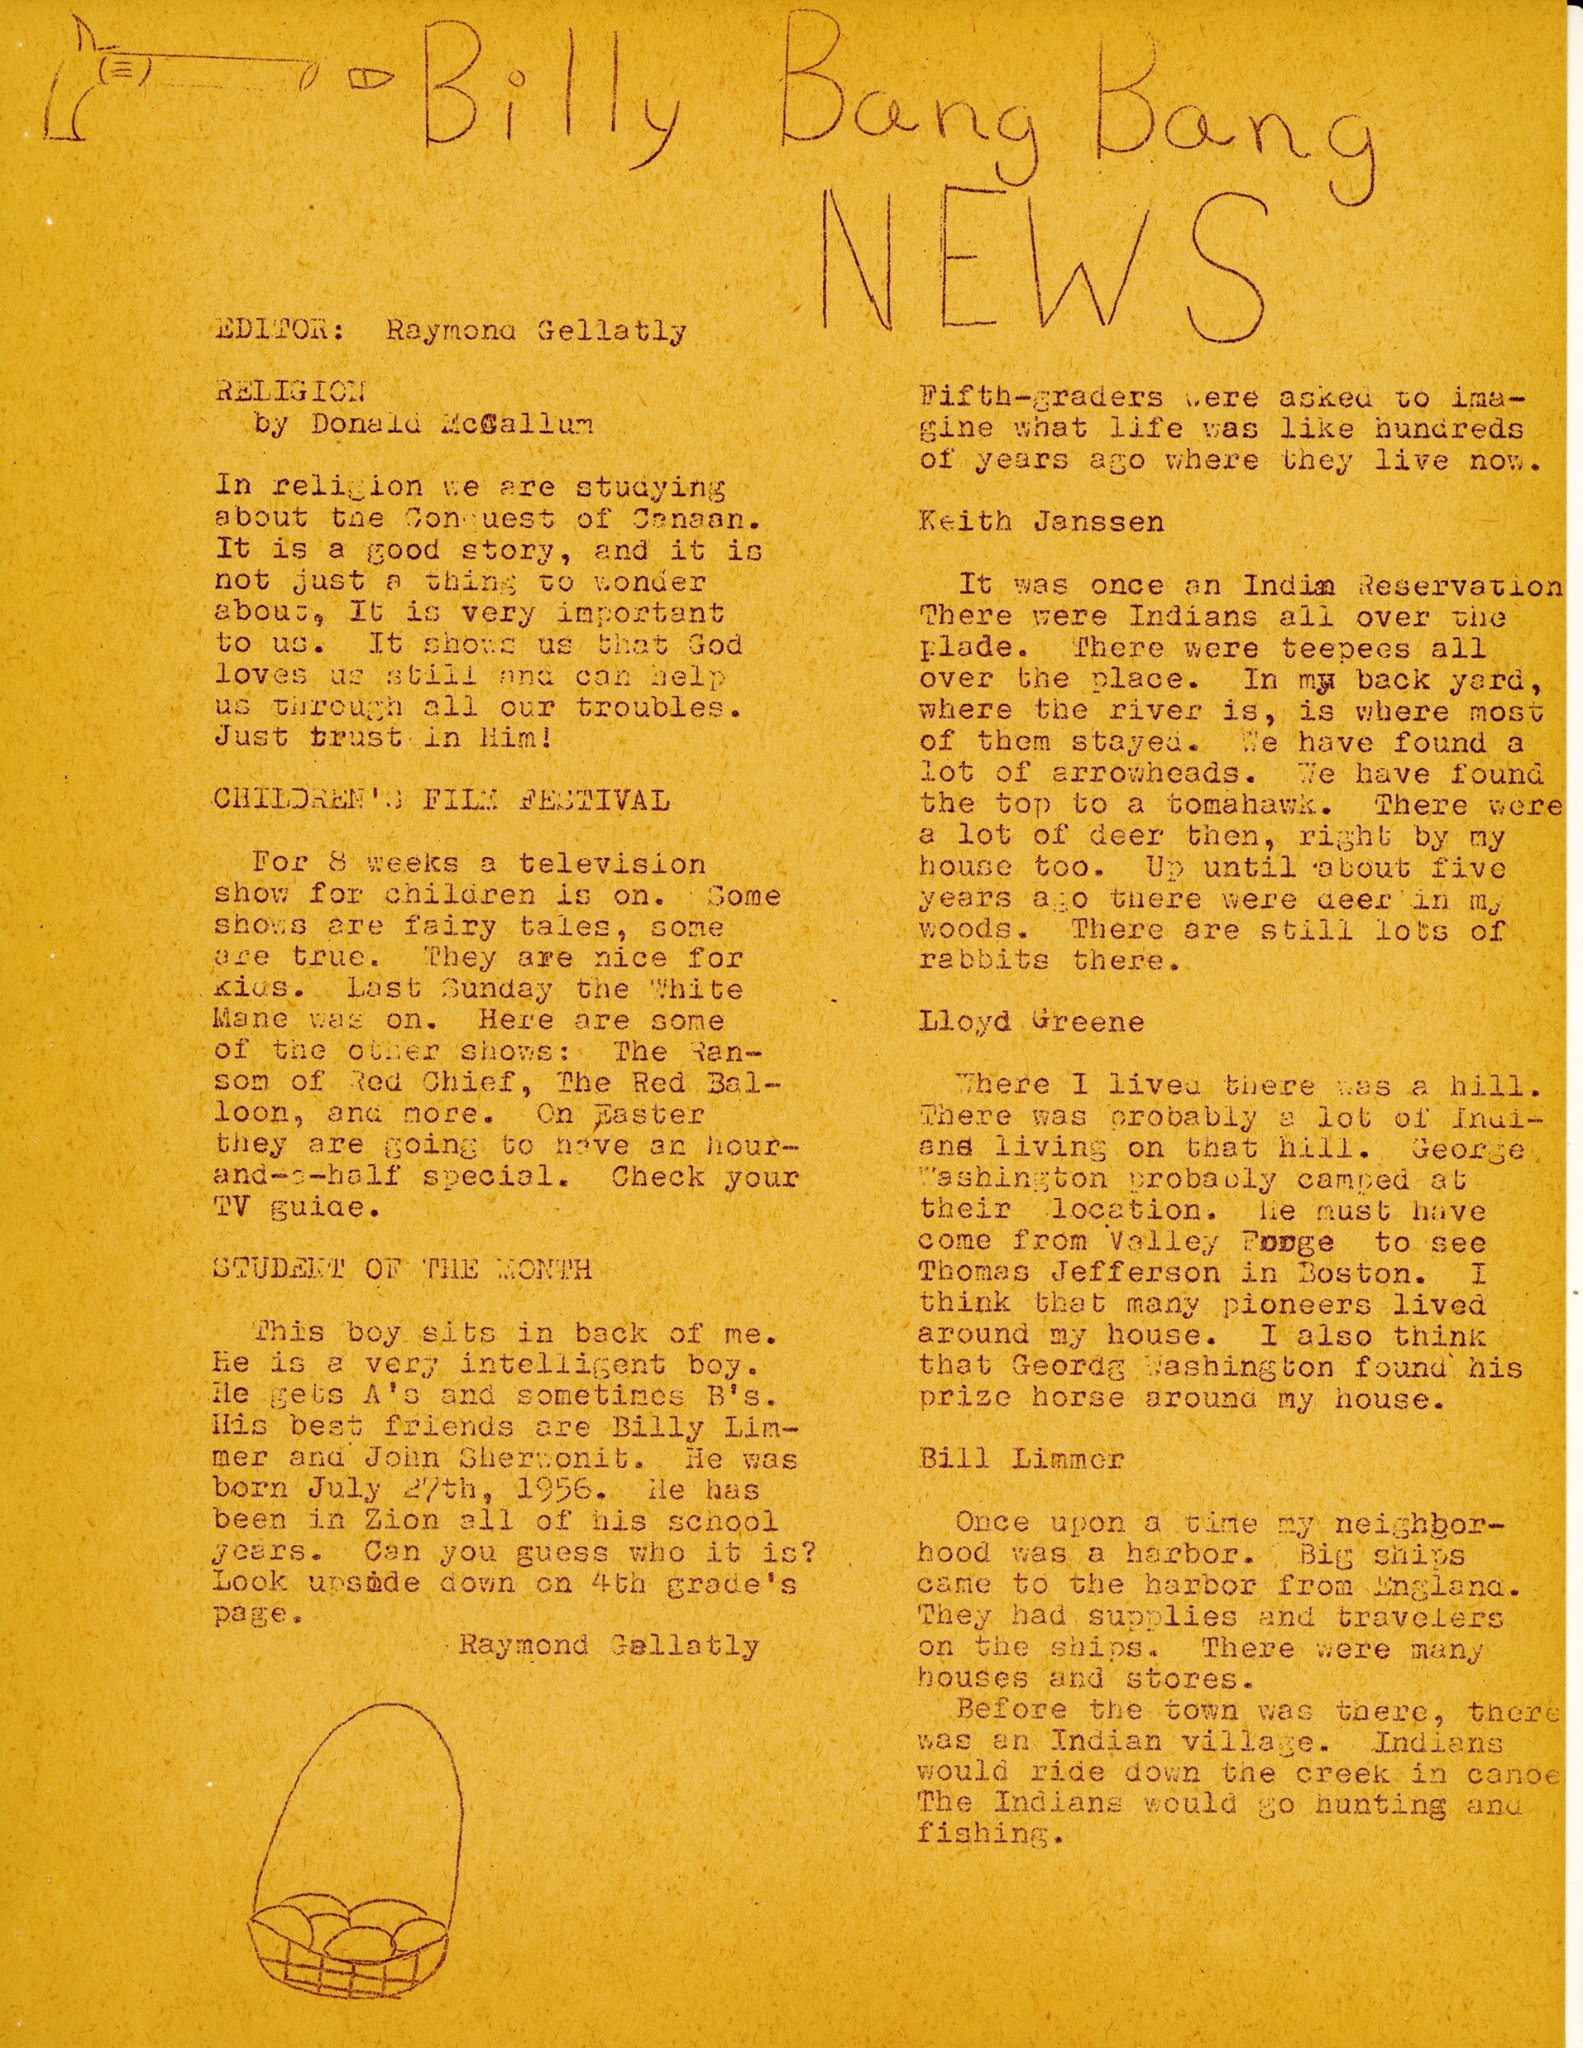 Billy Bang Bang
NEWS
EDITOR: Raymond Gellatly
RELIGION
by Donald McCallum
In religion we are studying
about the Conquest of Canaan.
It is a good story, and it is
not just a thing to wonder
about, It is very important
to us. It shows us that God
loves us still and can help
us through all our troubles.
Just trust in Him!
CHILDREN'S FILM FESTIVAL
For 8 weeks a television
show for children is on. Some
shows are fairy tales, some
are true. They are nice for
kids. Last Sunday the White
Mane was on. Here are some
of the other shows: The Ran-
som of Red Chief, The Red Bal-
loon, and more. On Easter
they are going to have an hour-
and-a-half special. Check your
TV guide.
STUDENT OF THE MONTH
This boy sits in back of me.
He is a very intelligent boy.
He gets A's and sometimes B's.
His best friends are Billy Lim-
mer and John Sherwonit. He was
born July 27th, 1956. He has
been in Zion all of his school
years. Can you guess who it is?
Look upside down on 4th grade's
page.
Raymond Gellatly
Fifth-graders were asked to ima-
gine what life was like hundreds
of years ago where they live now.
Keith Janssen
It was once an Indian Reservation
There were Indians all over the
plade. There were teepees all
over the place. In my back yard,
where the river is, is where most
of them stayed. We have found a
lot of arrowheads. We have found
the top to a tomahawk. There were
a lot of deer then, right by my
house too. Up until about five
years ago there were deer in my
woods. There are still lots of
rabbits there.
Lloyd Greene
Where I lived there was a hill.
There was probably a lot of Indi-
ans living on that hill. George
Washington probably camped at
their location. He must have
come from Valley Forge to see
Thomas Jefferson in Boston. I
think that many pioneers lived
around my house. I also think
that Geordg Washington found his
prize horse around my house.
Bill Limmer
Once upon a time my neighbor-
hood was a harbor. Big ships
came to the harbor from England.
They had supplies and travelers
on the ships. There were many
houses and stores.
Before the town was there, there
was an Indian village. Indians
would ride down the creek in canoe
The Indians would go hunting and
fishing.